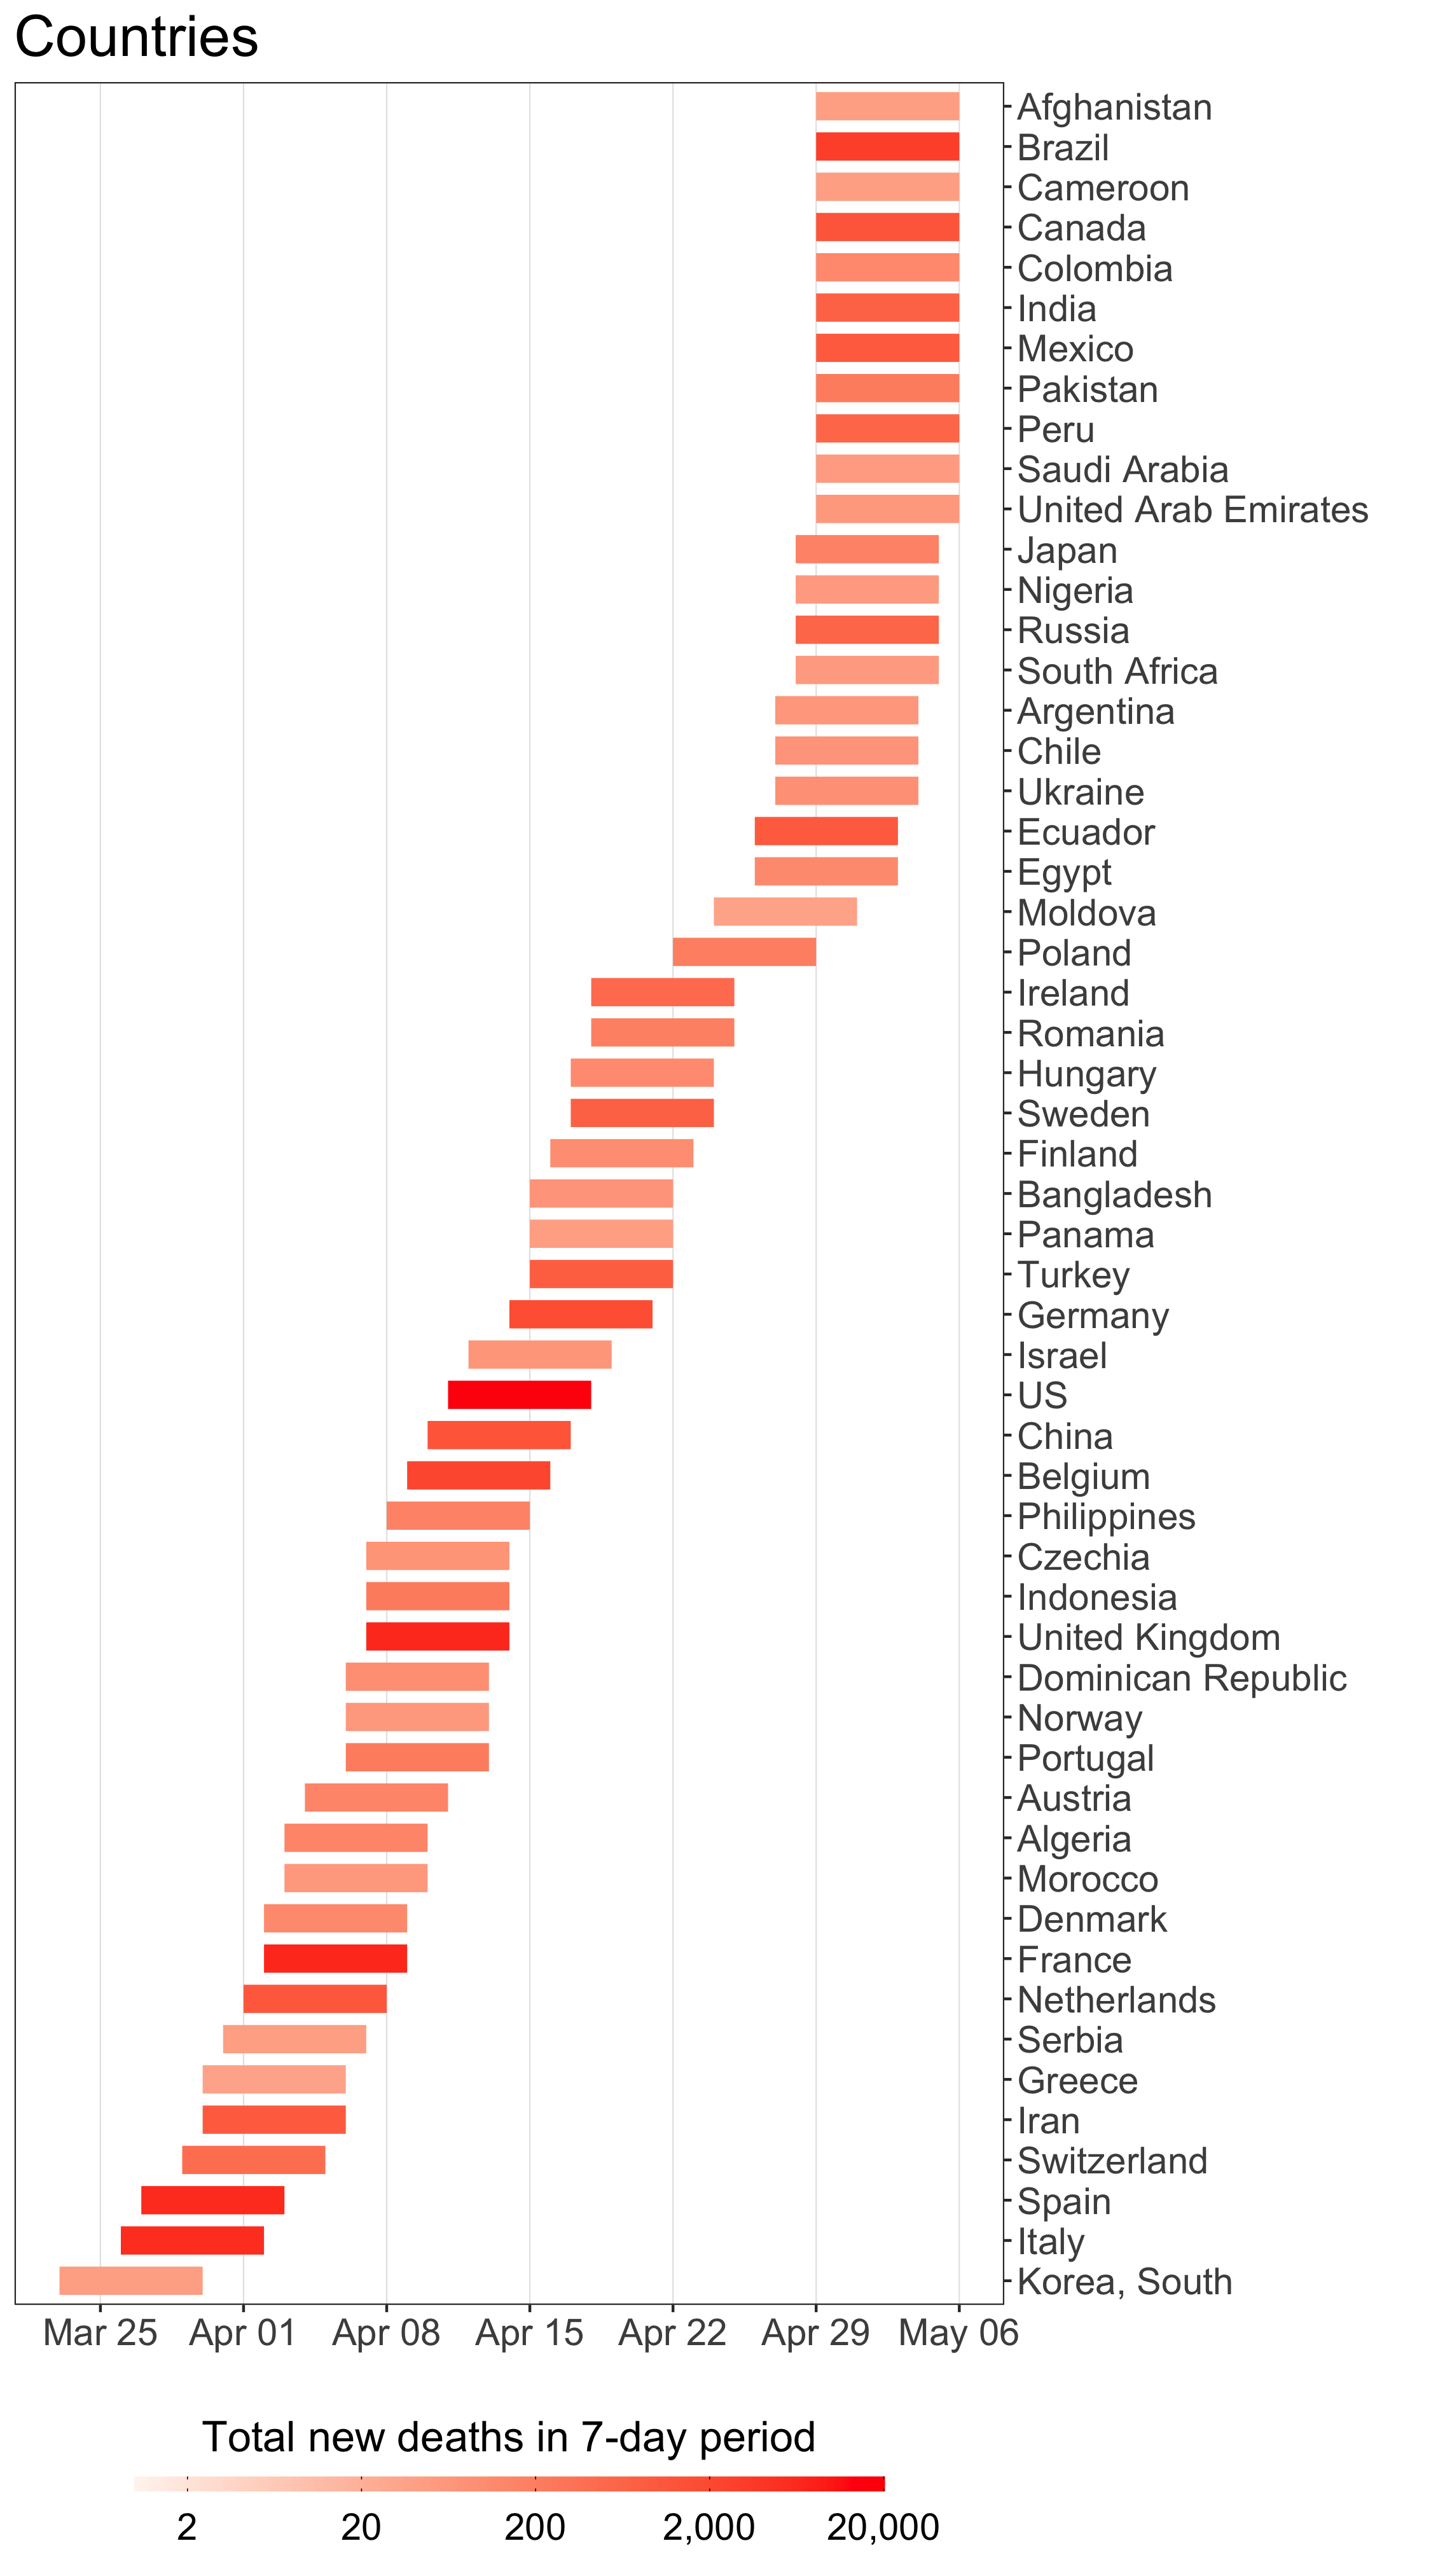 Countries
Afghanistan
Brazil
Cameroon
Canada
Colombia
India
Mexico
Pakistan
Peru
Saudi Arabia
United Arab Emirates
Japan
Nigeria
Russia
South Africa
Argentina
Chile
Ukraine
Ecuador
Egypt
Moldova
Poland
Ireland
Romania
Hungary
Sweden
Finland
Bangladesh
Panama
Turkey
Germany
Israel
US
China
Belgium
Philippines
Czechia
Indonesia
United Kingdom
Dominican Republic
Norway
Portugal
Austria
Algeria
Morocco
Denmark
France
Netherlands
Serbia
Greece
Iran
Switzerland
Spain
Italy
Korea, South
Mar 25 Apr 01 Apr 08 Apr 15 Apr 22 Apr 29 May 06
Total new deaths in 7-day period
2 20 200 2,000 20,000